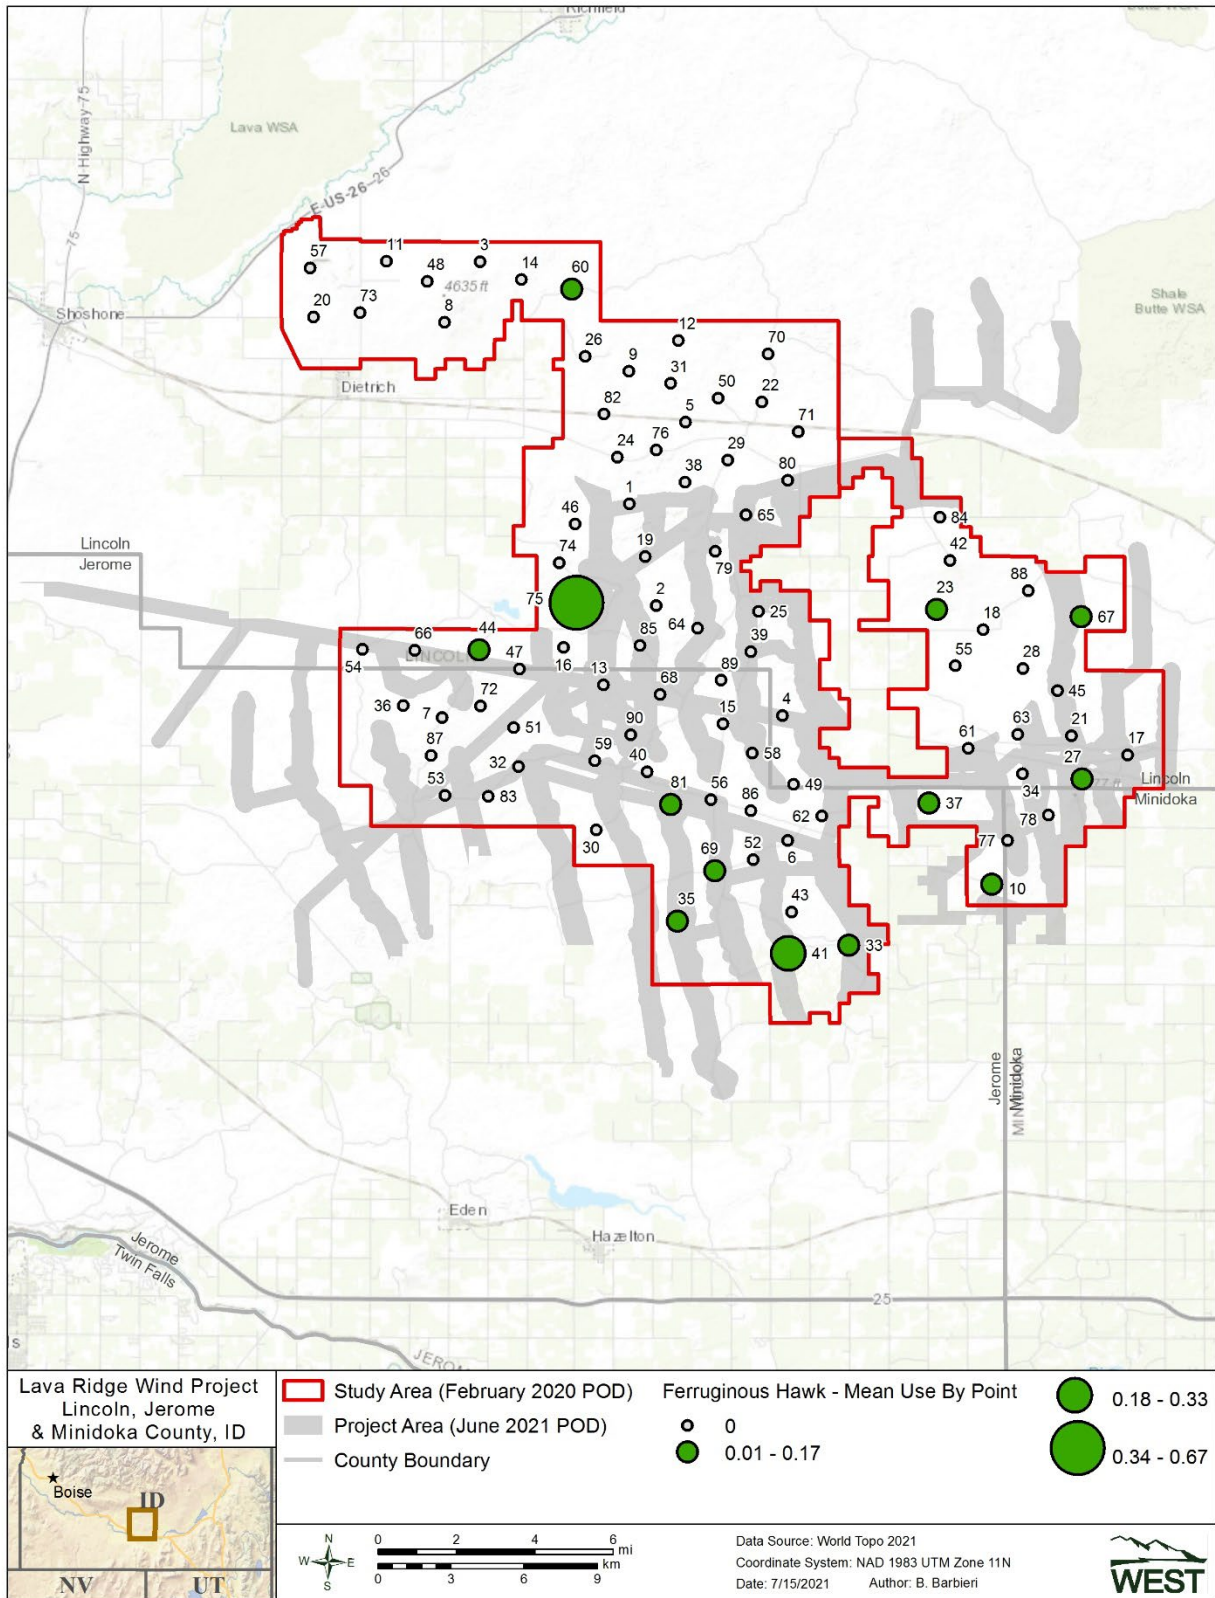 Richfield
Butte WSA
N Highway 75
Lava WSA
E-US-26
26
75
57
11
48
3
14
60
4635 ft
20
73
8
Shoshone
Shale
Butte WSA
12
70
26
9
31
50
22
Dietrich
82
5
71
24
76
29
38
80
1
65
84
46
19
79
42
74
Lincoln
Jerome
75
2
25
23
88
67
64
18
44
66
85
39
54
LINCOLN
47
16
55
28
13
89
68
45
36
7
72
15
4
51
90
63
21
61
17
87
59
58
40
32
27
49
Lincoln
Minidoka
53
83
81
56
34
77 ft
86
37
62
78
30
77
6
69
52
10
35
43
41
33
Jerome
Minidoka
Eden
Hazelton
Jerome
Twin Falls
25
ls
Lava Ridge Wind Project
Lincoln, Jerome
& Minidoka County, ID
Boise
ID
NV
UT
Study Area (February 2020 POD)
Project Area (June 2021 POD)
County Boundary
Ferruginous Hawk - Mean Use By Point
0
0.01 - 0.17
0.18 - 0.33
0.34 - 0.67
N
W E
S
0 2 4 6
mi
km
0 3 6 9
Data Source: World Topo 2021
Coordinate System: NAD 1983 UTM Zone 11N
Date: 7/15/2021 Author: B. Barbieri
WEST